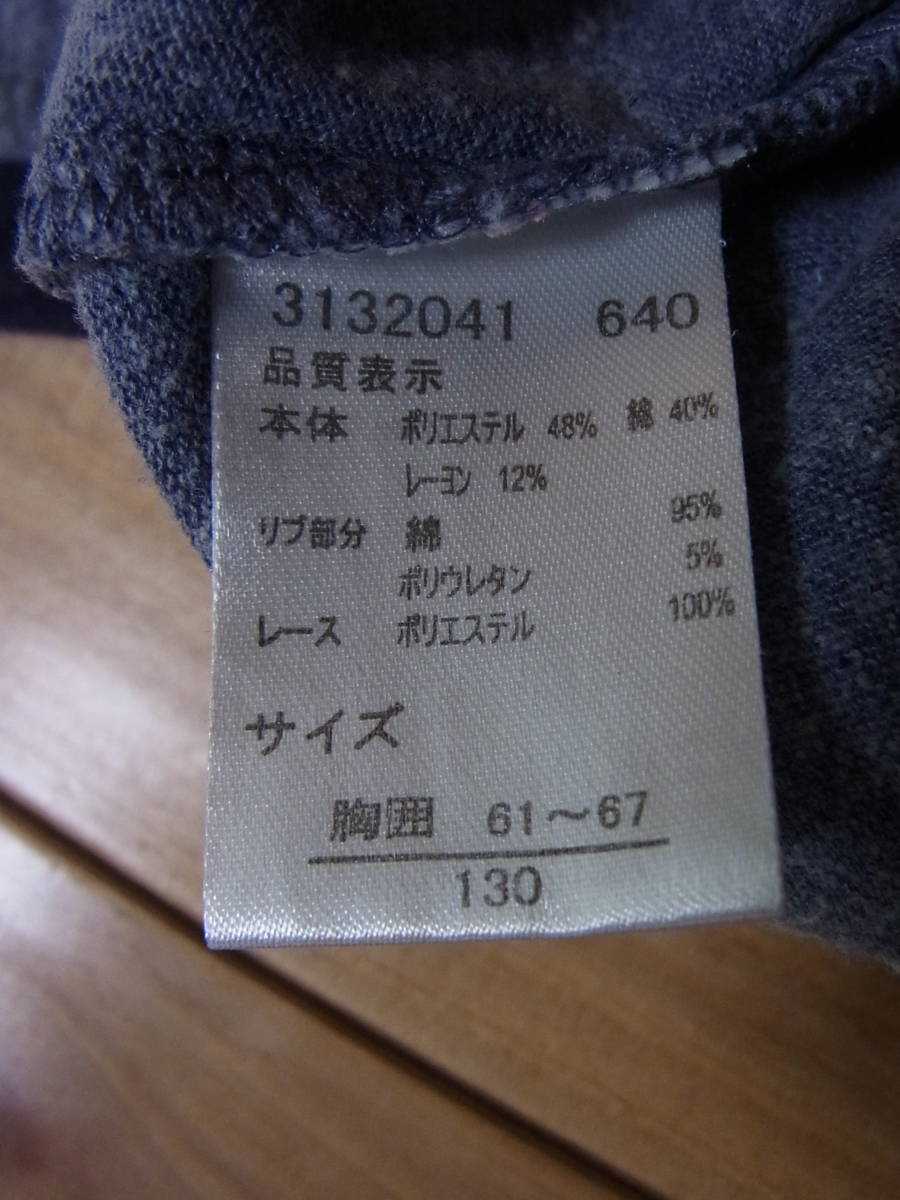 3132041 640
品質表示
本体 ポリエステル 48% 綿 40%
レーヨン 12%
リブ部分 綿 95%
ポリウレタン 5%
レース ポリエステル 100%
サイズ
胸囲 61～67
130